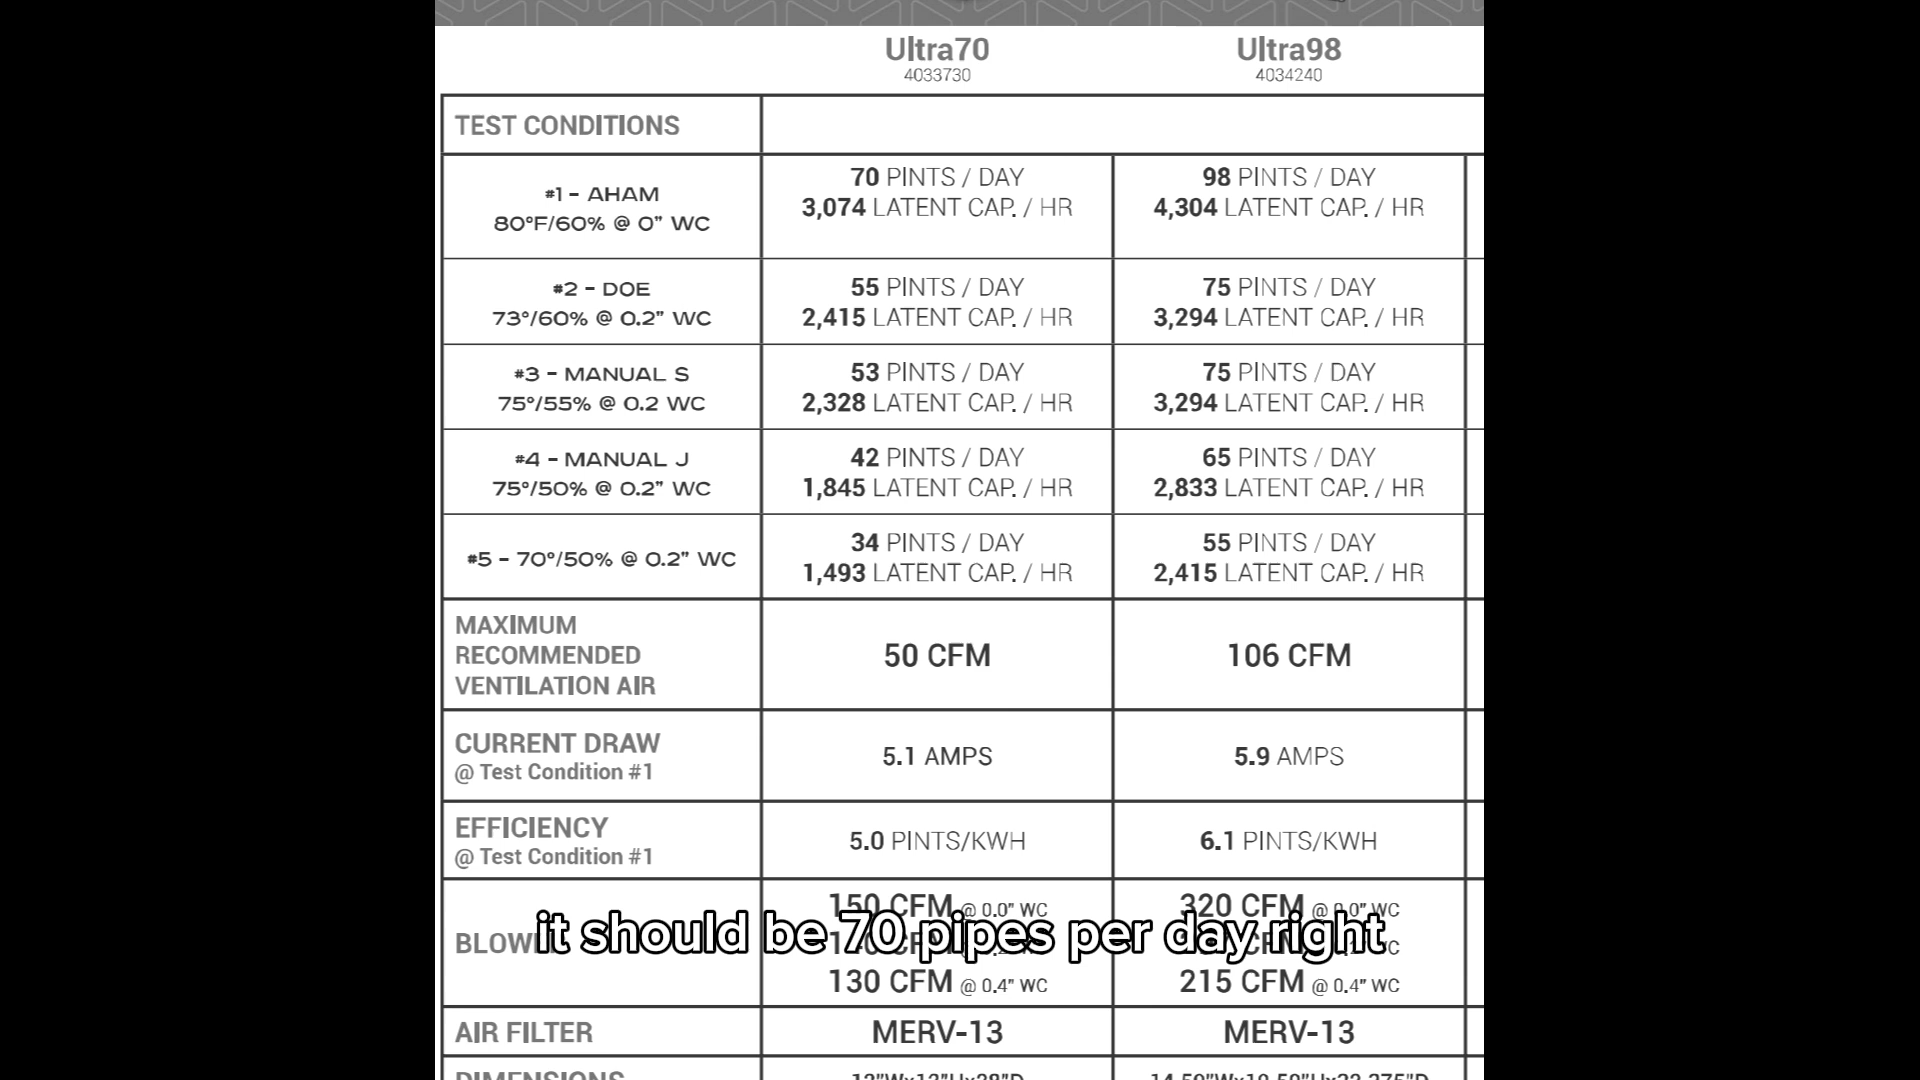 Ultra70 Ultra98
4033730 4034240
TEST CONDITIONS
#1 - AHAM
80°F/60% @ 0" WC
70 PINTS / DAY
3,074 LATENT CAP. / HR
98 PINTS / DAY
4,304 LATENT CAP. / HR
#2 - DOE
73°/60% @ 0.2" WC
55 PINTS / DAY
2,415 LATENT CAP. / HR
75 PINTS / DAY
3,294 LATENT CAP. / HR
#3 - MANUAL S
75°/55% @ 0.2 WC
53 PINTS / DAY
2,328 LATENT CAP. / HR
75 PINTS / DAY
3,294 LATENT CAP. / HR
#4 - MANUAL J
75°/50% @ 0.2" WC
42 PINTS / DAY
1,845 LATENT CAP. / HR
65 PINTS / DAY
2,833 LATENT CAP. / HR
#5 - 70°/50% @ 0.2" WC
34 PINTS / DAY
1,493 LATENT CAP. / HR
55 PINTS / DAY
2,415 LATENT CAP. / HR
MAXIMUM
RECOMMENDED
VENTILATION AIR
50 CFM
106 CFM
CURRENT DRAW
@ Test Condition #1
5.1 AMPS
5.9 AMPS
EFFICIENCY
@ Test Condition #1
5.0 PINTS/KWH
6.1 PINTS/KWH
150 CFM @ 0.0" WC
320 CFM @ 0.0" WC
it should be 70 pipes per day right
130 CFM @ 0.4" WC
215 CFM @ 0.4" WC
AIR FILTER
MERV-13
MERV-13
DIMENSIONS